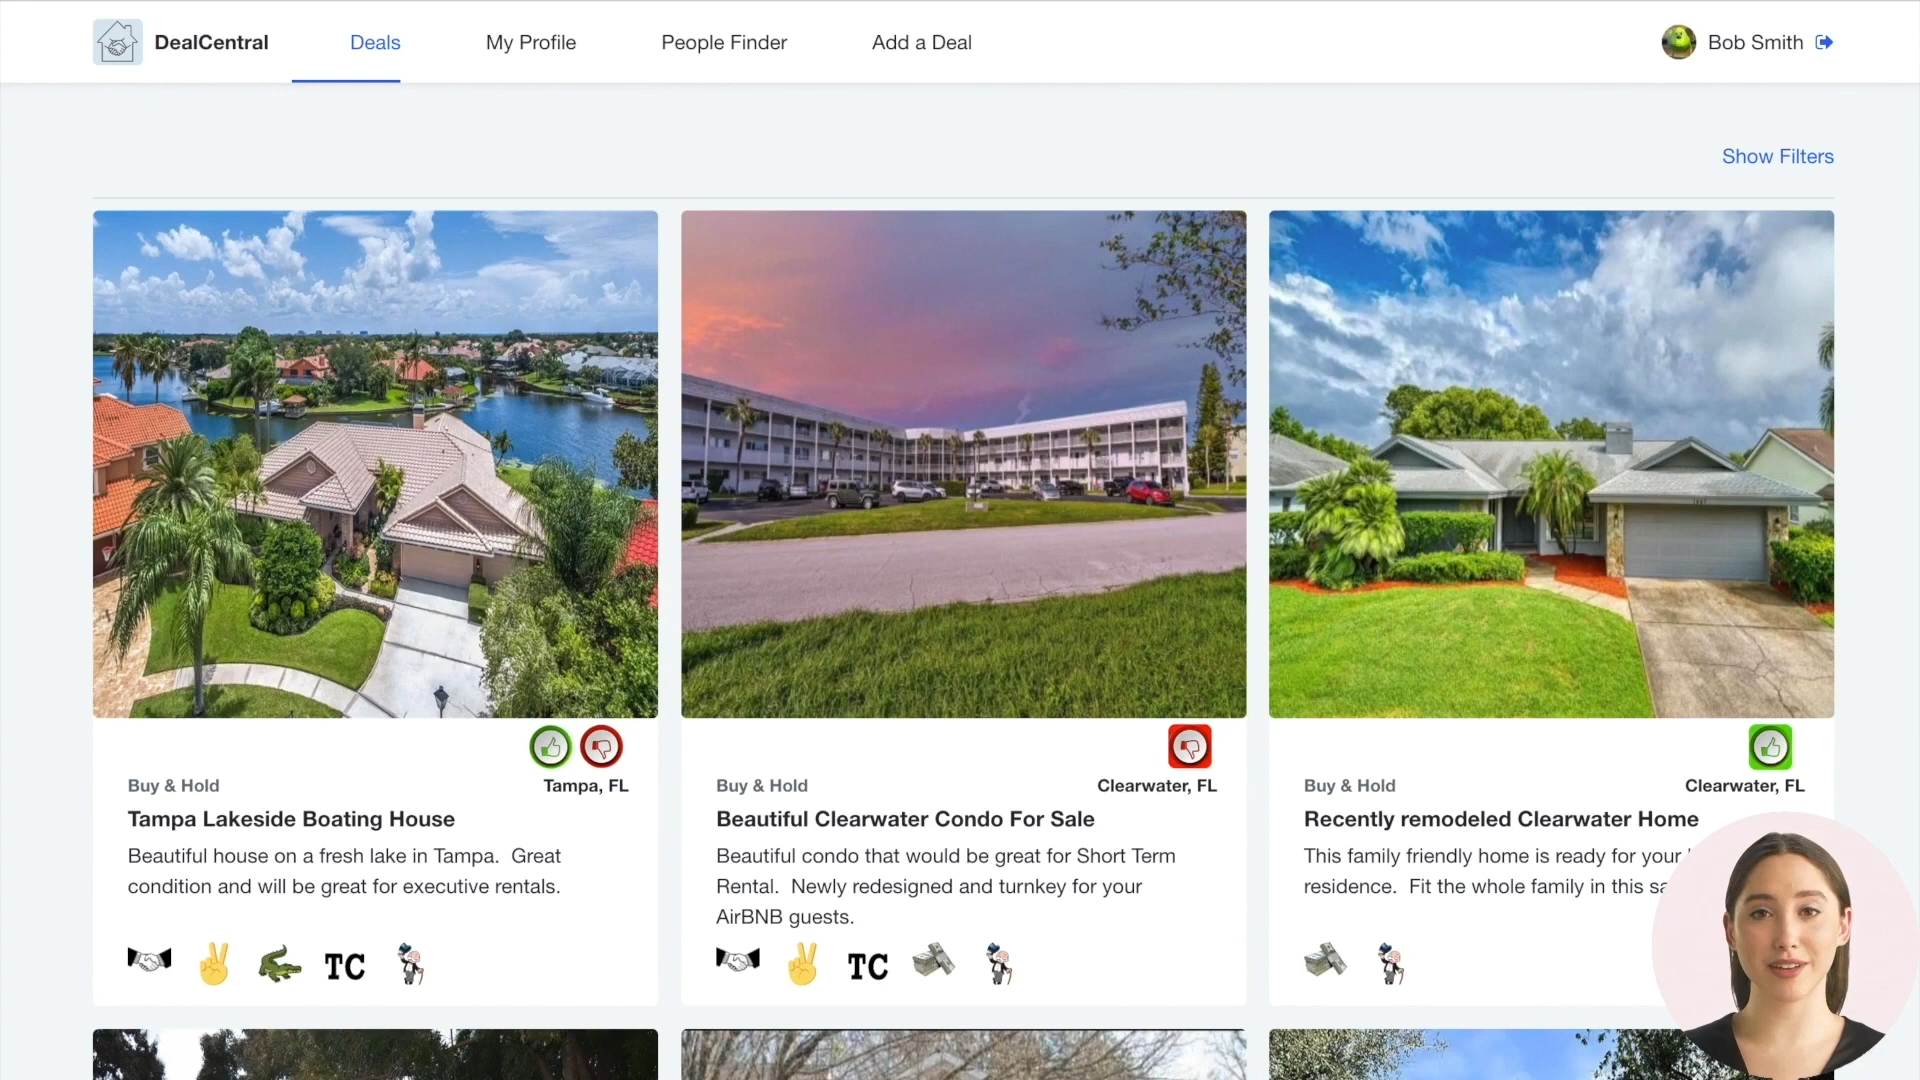 DealCentral
Deals
My Profile
People Finder
Add a Deal
Bob Smith
Show Filters
Buy & Hold
Tampa, FL
Tampa Lakeside Boating House
Beautiful house on a fresh lake in Tampa. Great
condition and will be great for executive rentals.
TC
Buy & Hold
Clearwater, FL
Beautiful Clearwater Condo For Sale
Beautiful condo that would be great for Short Term
Rental. Newly redesigned and turnkey for your
AirBNB guests.
TC
Buy & Hold
Clearwater, FL
Recently remodeled Clearwater Home
This family friendly home is ready for your
residence. Fit the whole family in this